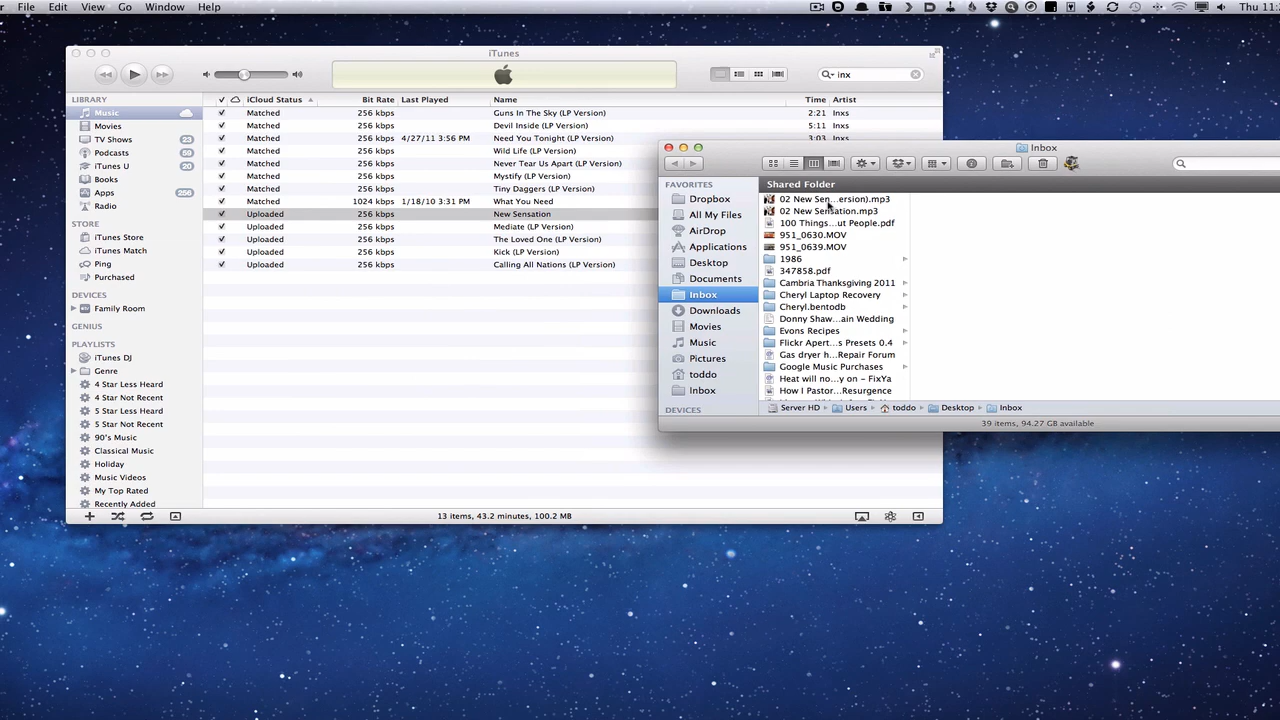 r File Edit View Go Window Help Thu 11:
iTunes
inx
LIBRARY
Music
Movies
TV Shows 23
Podcasts 69
iTunes U 20
Books
Apps 256
Radio
STORE
iTunes Store
iTunes Match
Ping
Purchased
DEVICES
Family Room
GENIUS
PLAYLISTS
iTunes DJ
Genre
4 Star Less Heard
4 Star Not Recent
5 Star Less Heard
5 Star Not Recent
90's Music
Classical Music
Holiday
Music Videos
My Top Rated
Recently Added
iCloud Status Bit Rate Last Played Name Time Artist
Matched 256 kbps Guns In The Sky (LP Version) 2:21 Inxs
Matched 256 kbps Devil Inside (LP Version) 5:11 Inxs
Matched 256 kbps 4/27/11 3:56 PM Need You Tonight (LP Version) 3:03 Inxs
Matched 256 kbps Wild Life (LP Version)
Matched 256 kbps Never Tear Us Apart (LP Version)
Matched 256 kbps Mystify (LP Version)
Matched 256 kbps Tiny Daggers (LP Version)
Matched 1024 kbps 1/18/10 3:31 PM What You Need
Uploaded 256 kbps New Sensation
Uploaded 256 kbps Mediate (LP Version)
Uploaded 256 kbps The Loved One (LP Version)
Uploaded 256 kbps Kick (LP Version)
Uploaded 256 kbps Calling All Nations (LP Version)
13 items, 43.2 minutes, 100.2 MB
Inbox
FAVORITES
Dropbox
All My Files
AirDrop
Applications
Desktop
Documents
Inbox
Downloads
Movies
Music
Pictures
toddo
Inbox
DEVICES
Shared Folder
02 New Sen...ersion).mp3
02 New Sensation.mp3
100 Things...ut People.pdf
951_0630.MOV
951_0639.MOV
1986
347858.pdf
Cambria Thanksgiving 2011
Cheryl Laptop Recovery
Cheryl.bentodb
Donny Shaw...ain Wedding
Evons Recipes
Flickr Apert...s Presets 0.4
Gas dryer h...Repair Forum
Google Music Purchases
Heat will no...y on - FixYa
How I Pastor...Resurgence
Server HD Users toddo Desktop Inbox
39 items, 94.27 GB available